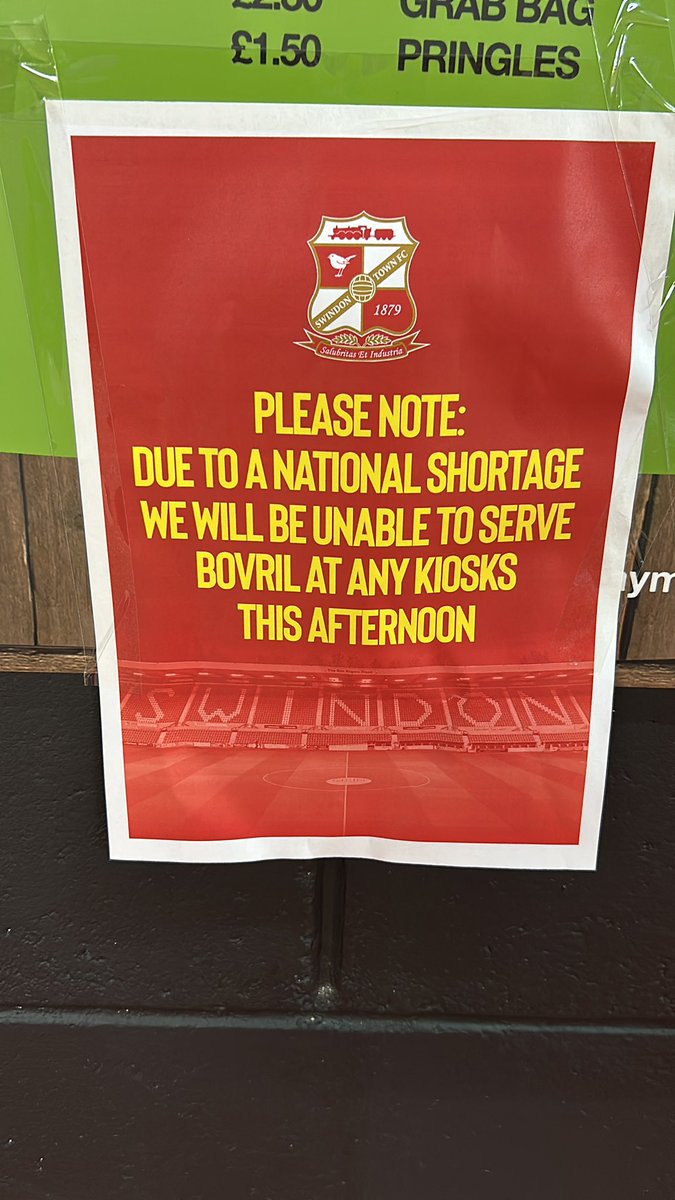 GRAB BAG
£1.50 PRINGLES
SWINDON TOWN FC
1879
Salubritas Et Industria
PLEASE NOTE:
DUE TO A NATIONAL SHORTAGE
WE WILL BE UNABLE TO SERVE
BOVRIL AT ANY KIOSKS
THIS AFTERNOON
SWINDON